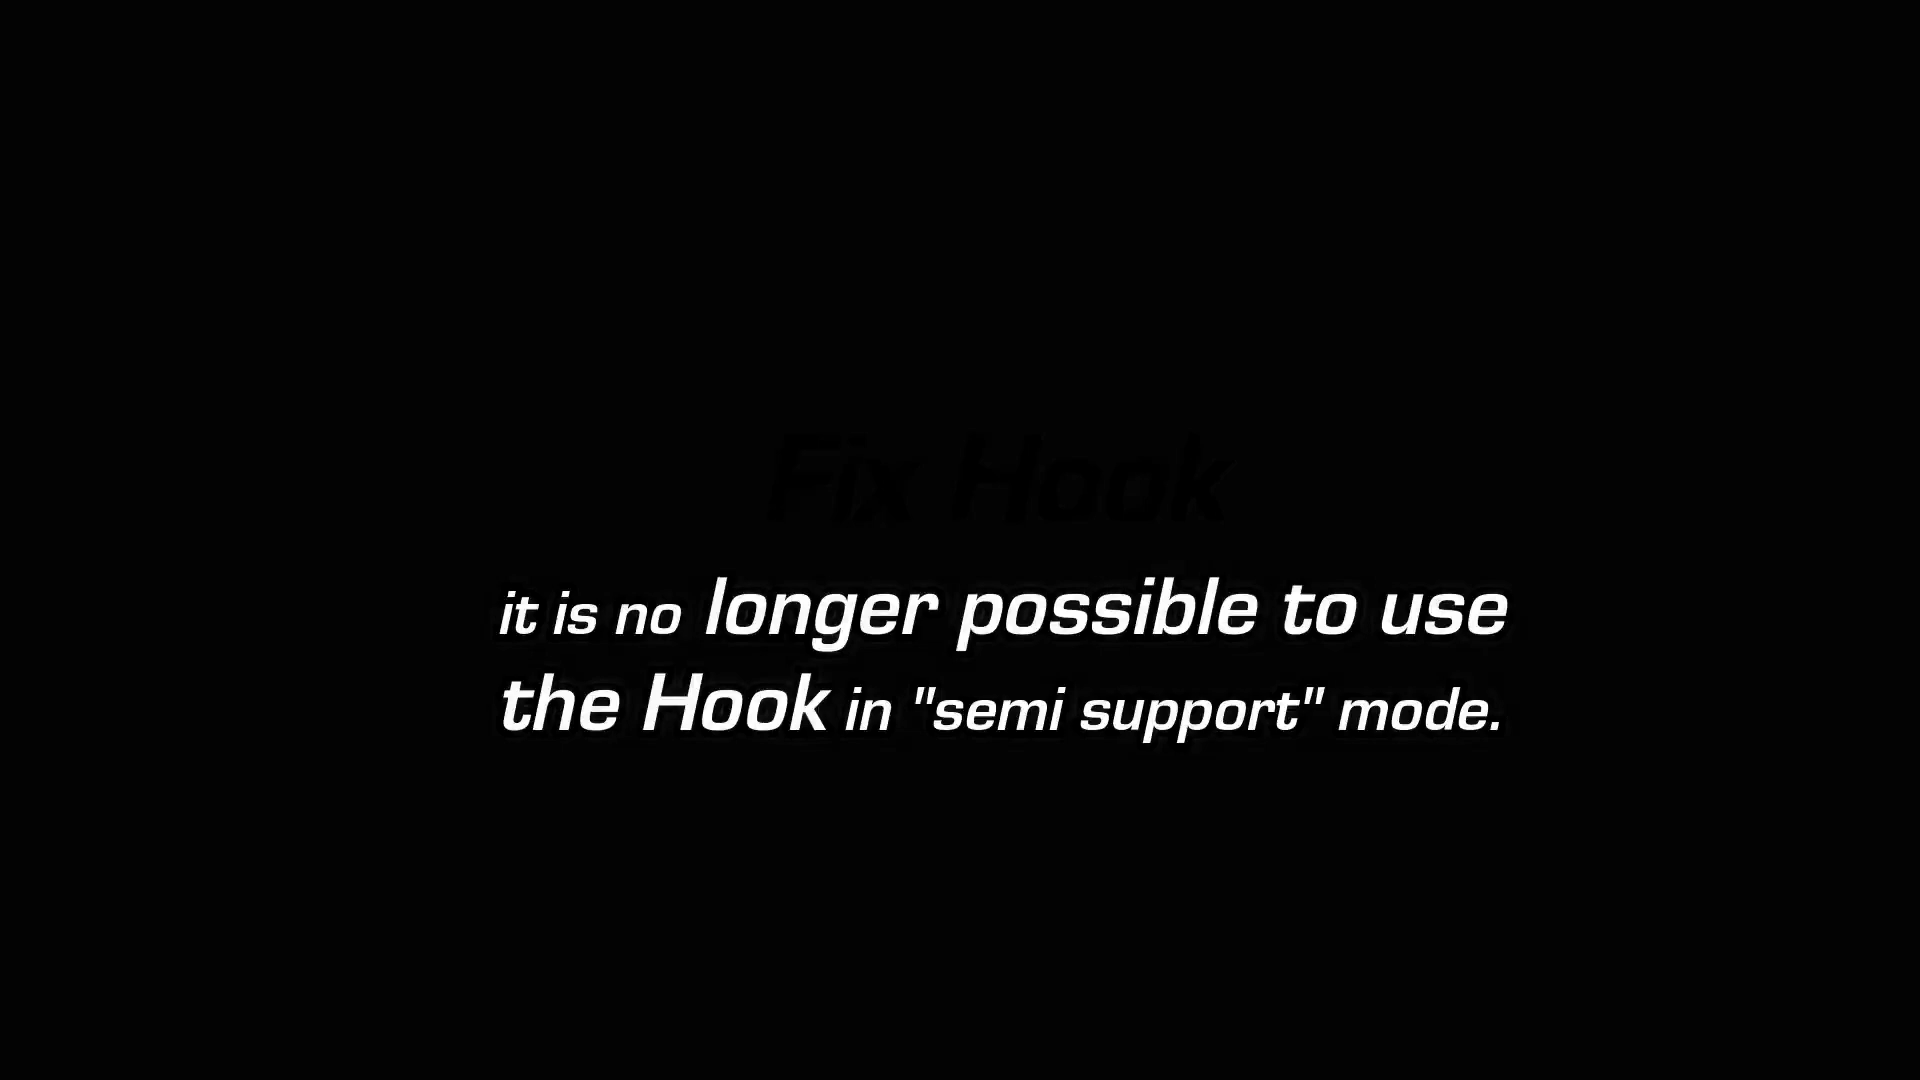 Fix Hook
it is no longer possible to use
the Hook in "semi support" mode.